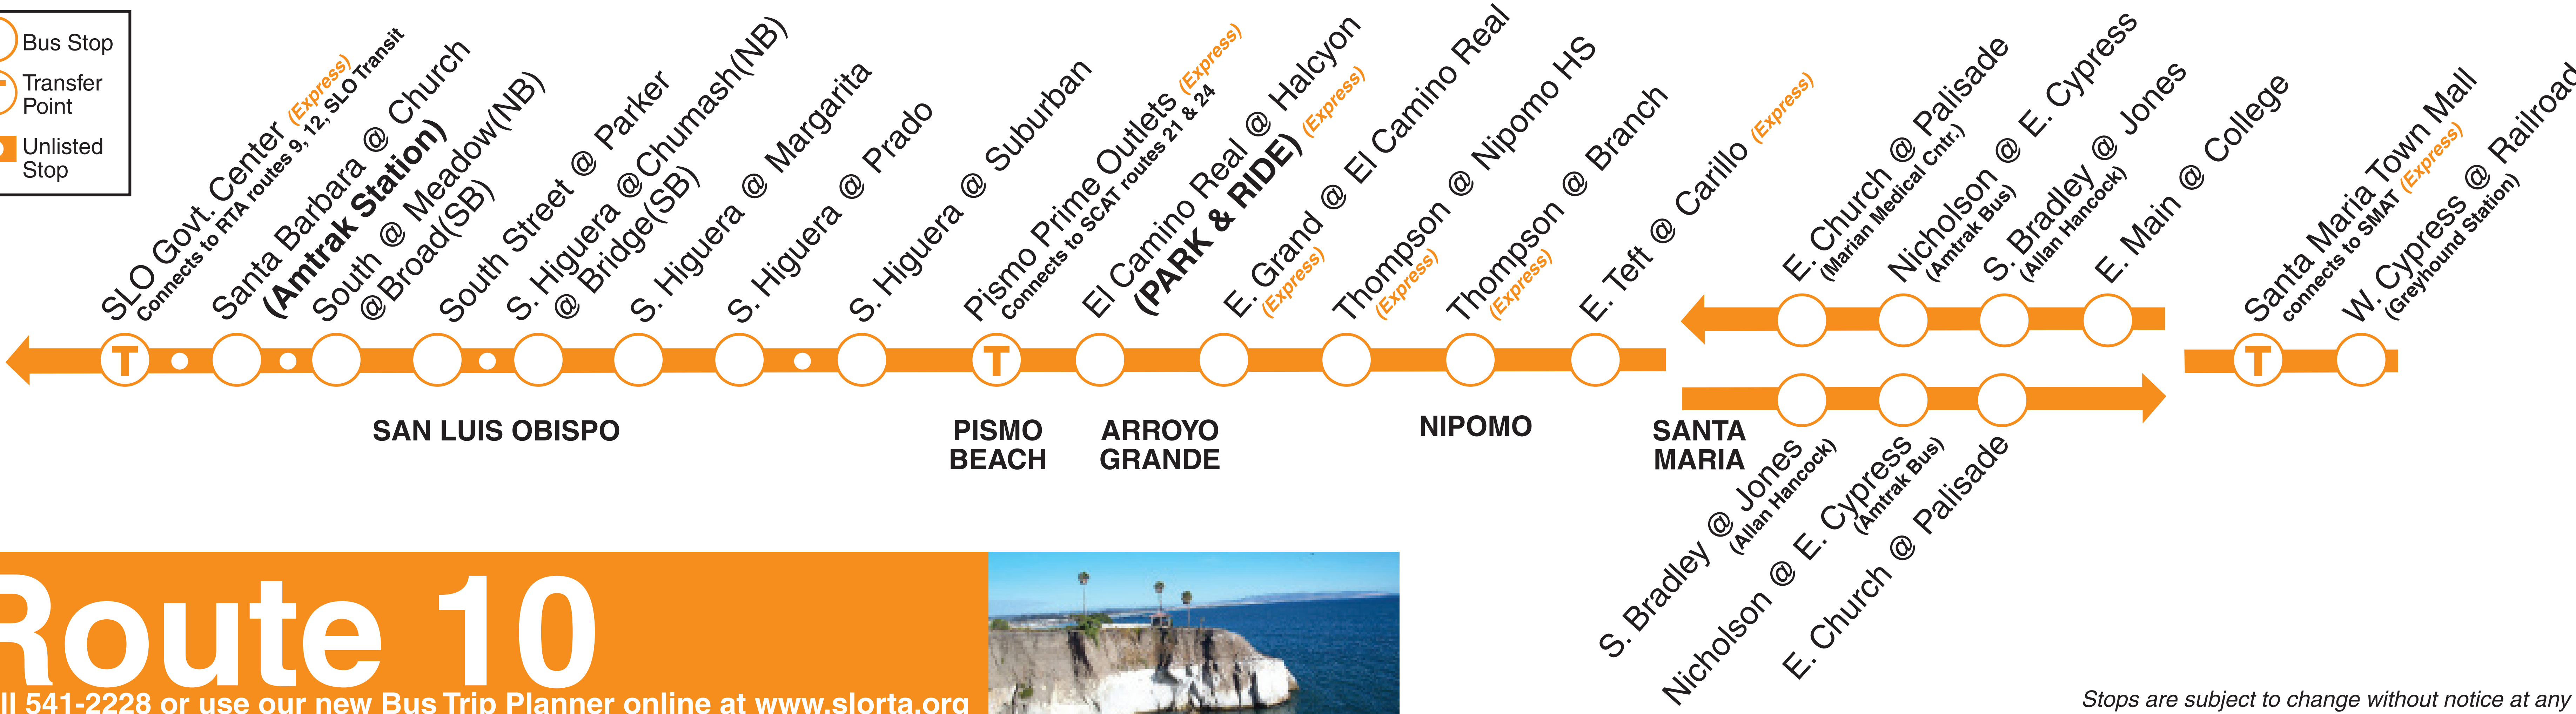 Bus Stop
T
Transfer
Point
Unlisted
Stop
SLO Govt. Center (Express)
Connects to RTA routes 9, 12, SLO Transit
Santa Barbara @ Church
(Amtrak Station)
South @ Meadow(NB)
@ Broad(SB)
South Street @ Parker
S. Higuera @Chumash(NB)
@ Bridge(SB)
S. Higuera @ Margarita
S. Higuera @ Prado
S. Higuera @ Suburban
Pismo Prime Outlets (Express)
connects to SCAT routes 21 & 24
El Camino Real @ Halcyon
(PARK & RIDE) (Express)
E. Grand @ El Camino Real
(Express)
Thompson @ Nipomo HS
(Express)
Thompson @ Branch
(Express)
E. Teft @ Carillo (Express)
E. Church @ Palisade
(Marian Medical Cntr.)
Nicholson @ E. Cypress
(Amtrak Bus)
S. Bradley @ Jones
(Allan Hancock)
E. Main @ College
Santa Maria Town Mall
connects to SMAT (Express)
W. Cypress @ Railroad
(Greyhound Station)
T
T
T
SAN LUIS OBISPO
PISMO
BEACH
ARROYO
GRANDE
NIPOMO
SANTA
MARIA
S. Bradley @ Jones
(Allan Hancock)
Nicholson @ E. Cypress
(Amtrak Bus)
E. Church @ Palisade
Route 10
ll 541-2228 or use our new Bus Trip Planner online at www.slorta.org
Stops are subject to change without notice at any